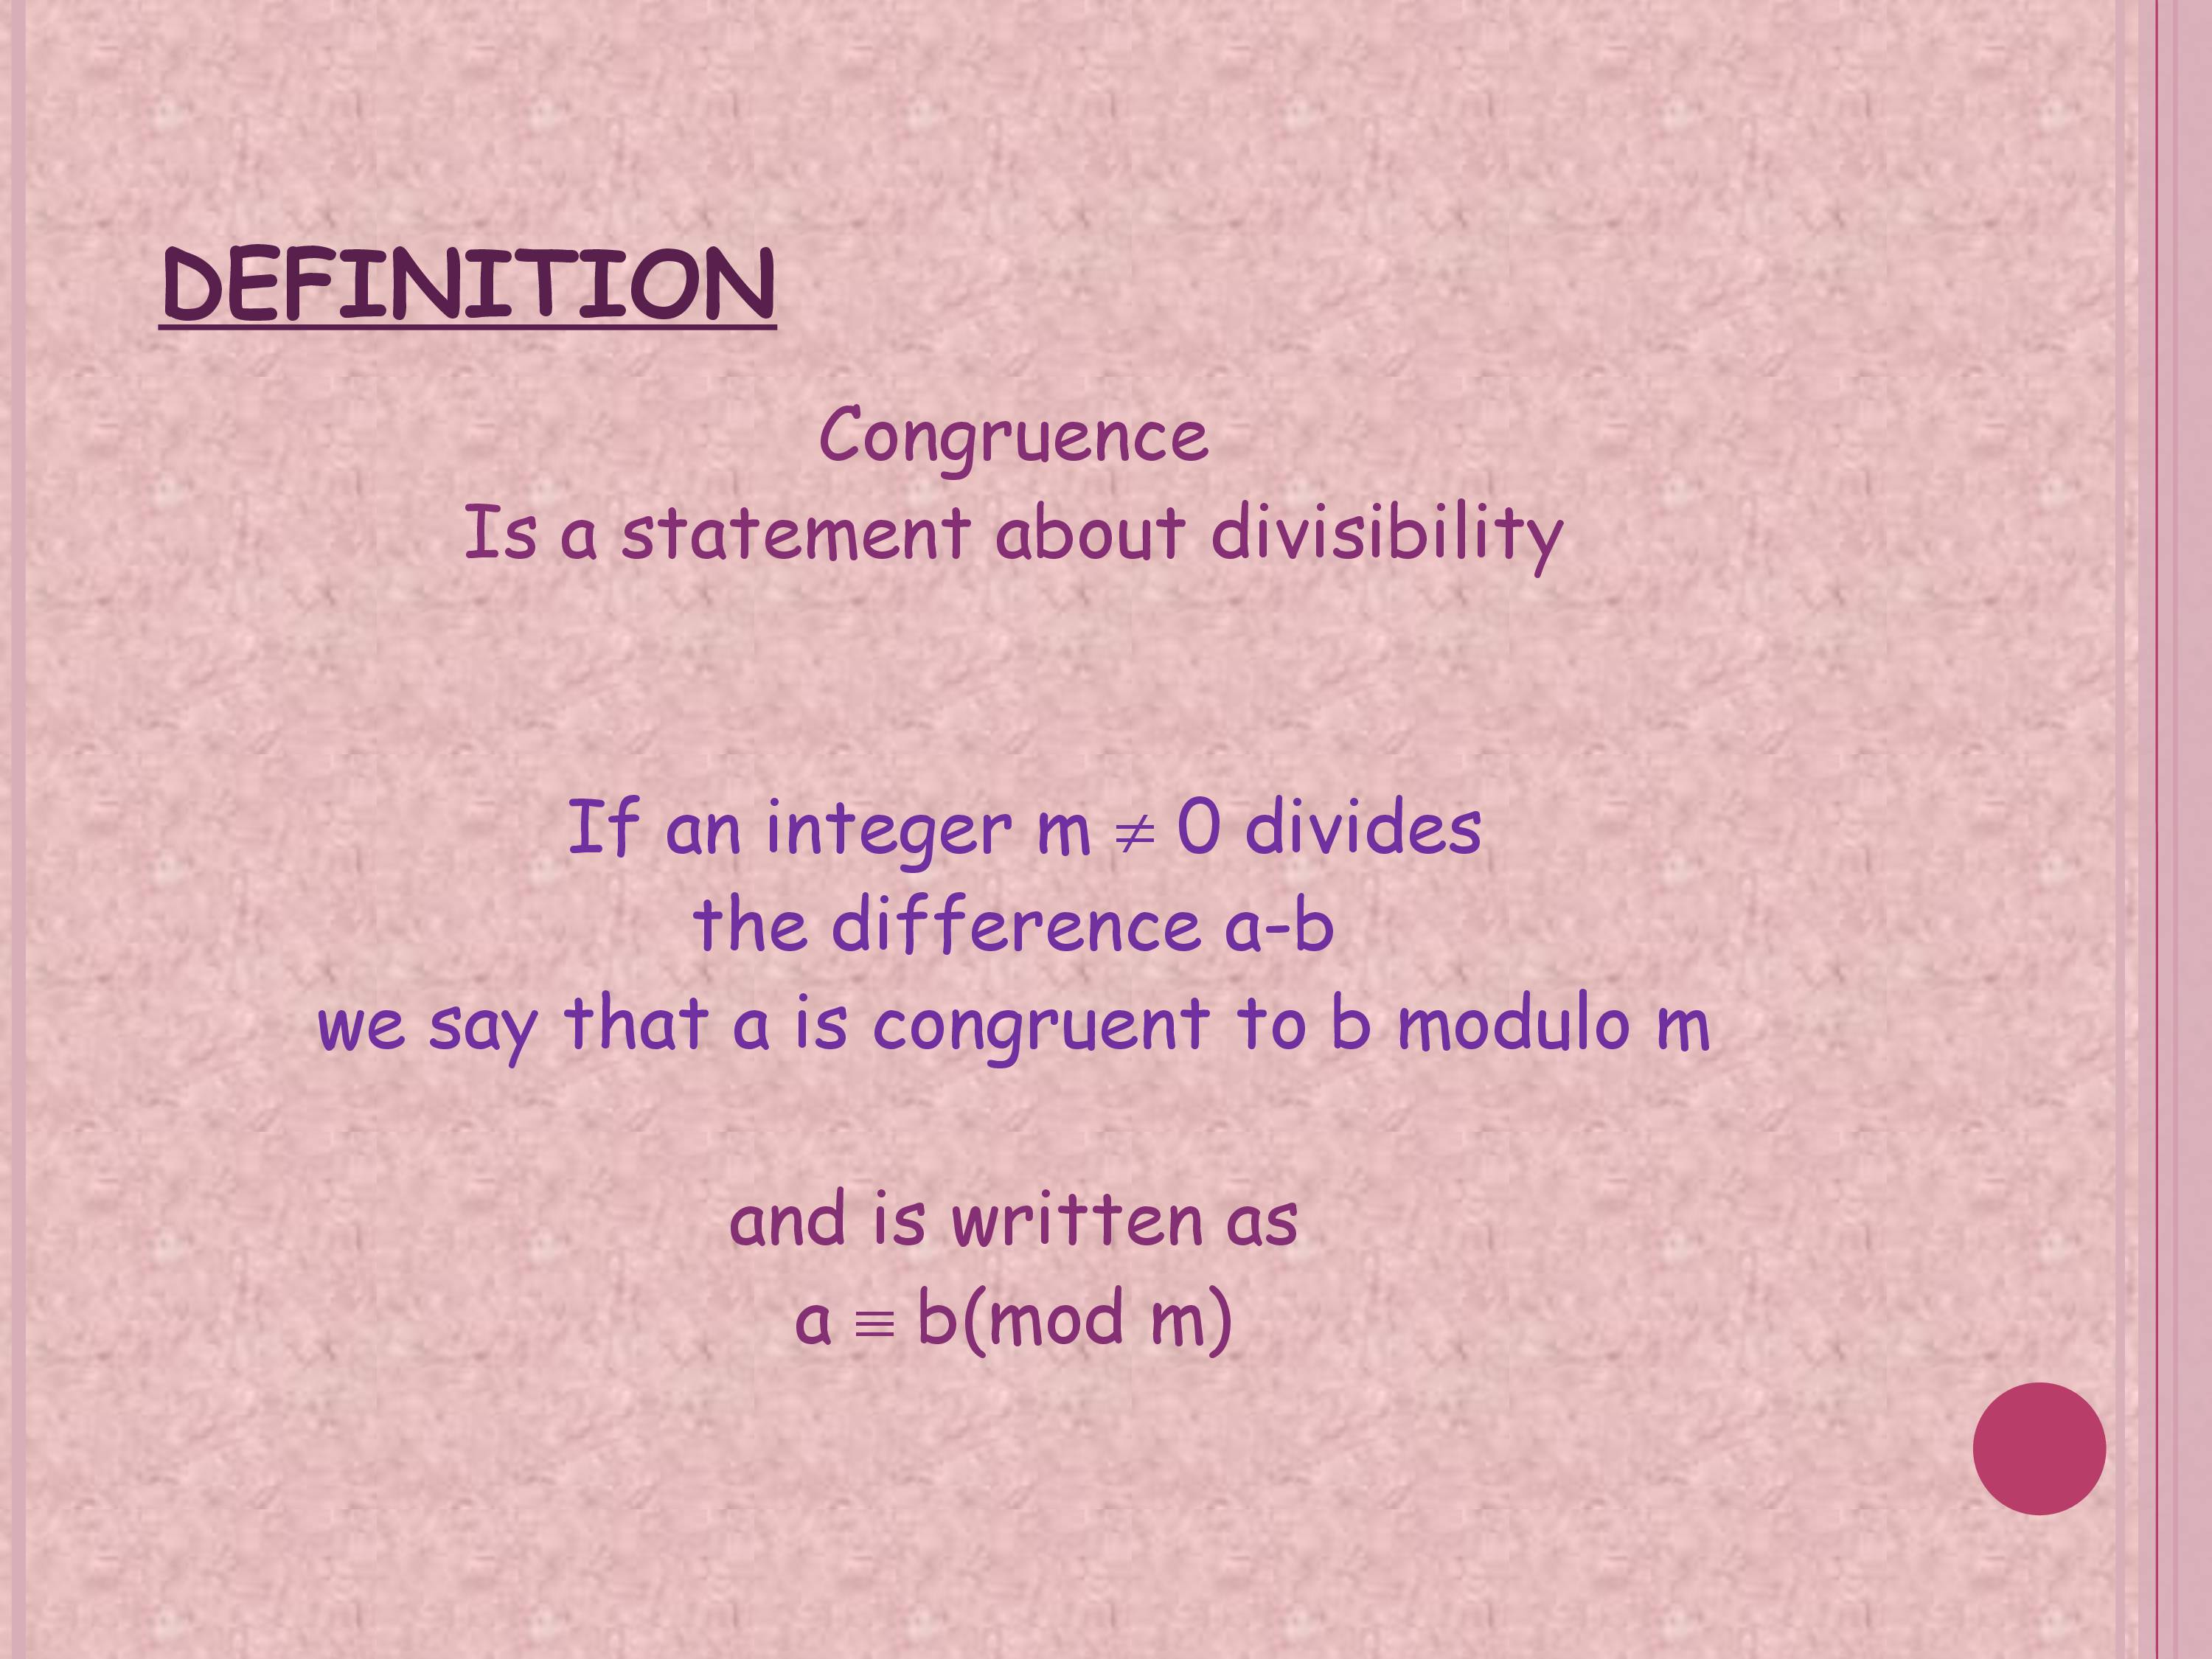 DEFINITION
Congruence
Is a statement about divisibility
If an integer m ≠ 0 divides
the difference a-b
we say that a is congruent to b modulo m
and is written as
a ≡ b(mod m)